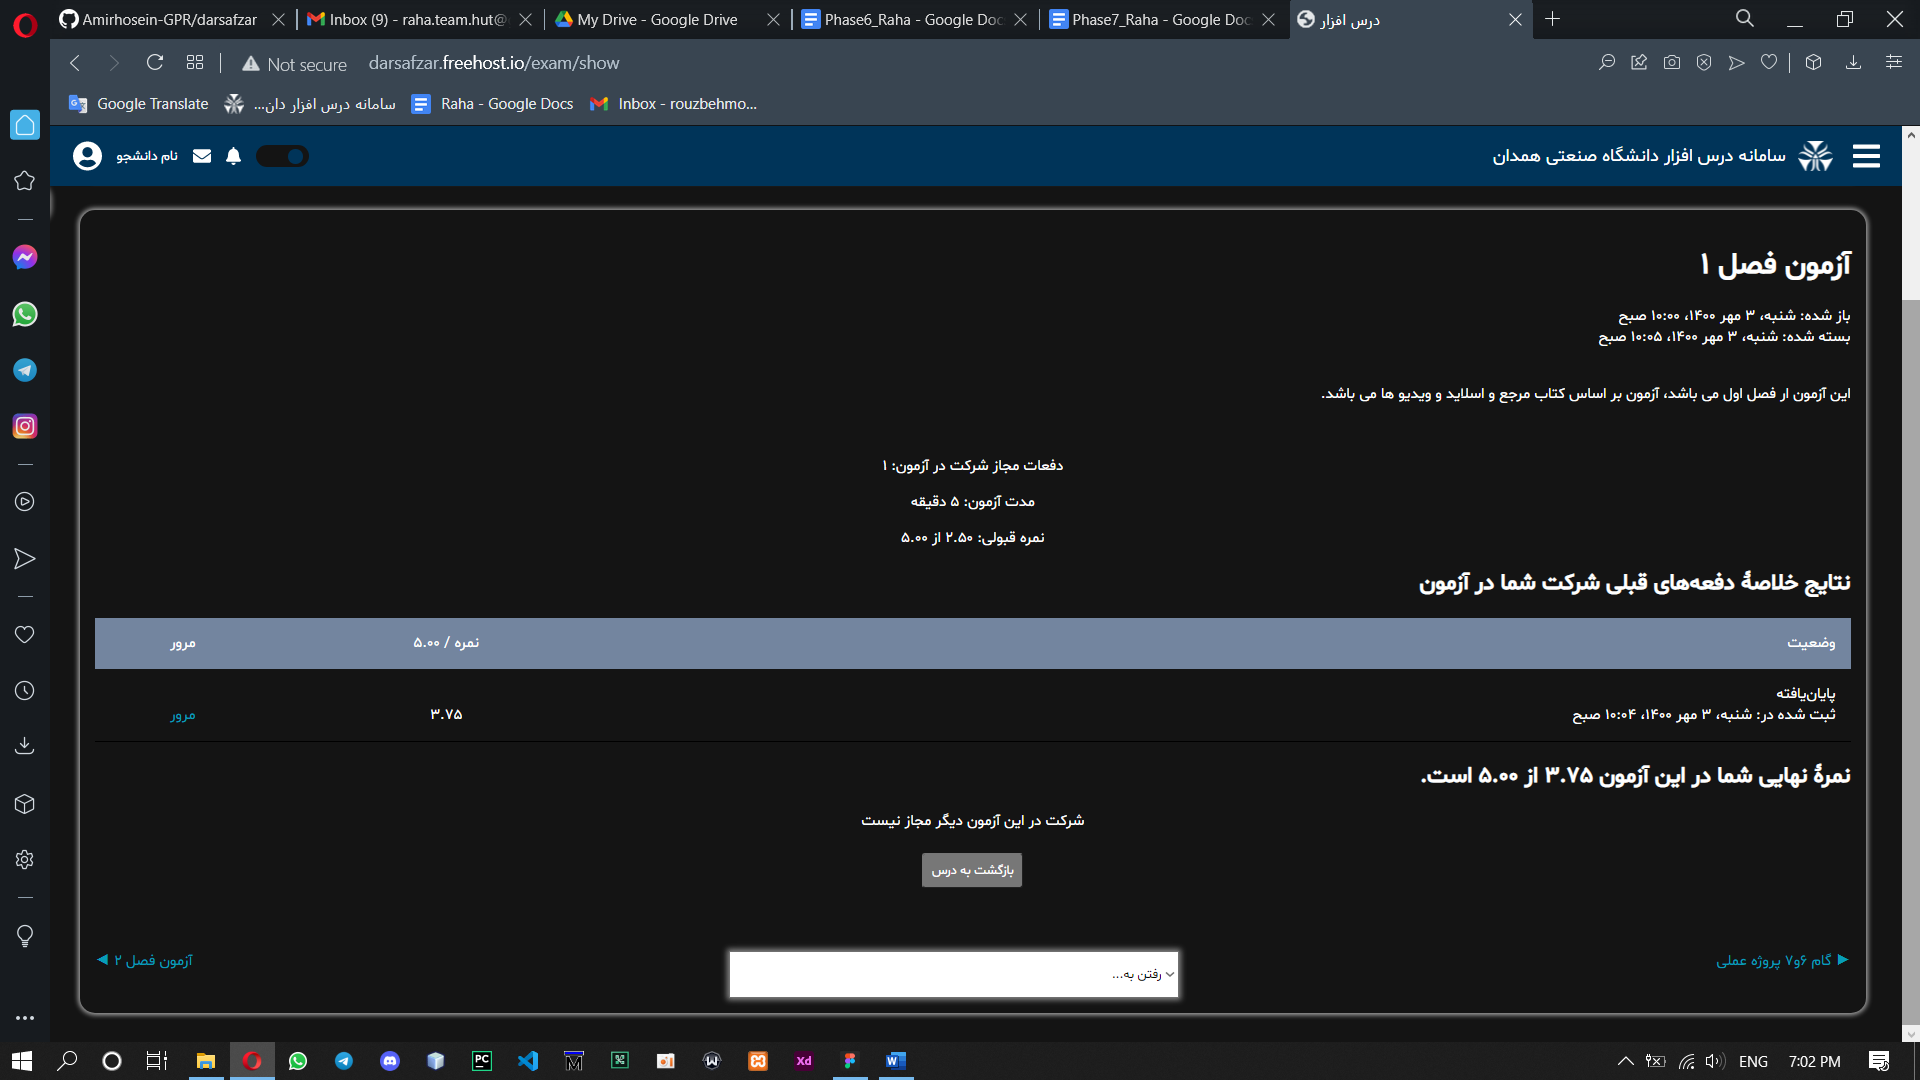 Amirhosein-GPR/darsafzar
Inbox (9) - raha.team.hut@
My Drive - Google Drive
Phase6_Raha - Google Doc
Phase7_Raha - Google Doc
درس افزار
Not secure
darsafzar.freehost.io/exam/show
Google Translate
سامانه درس افزار دان...
Raha - Google Docs
Inbox - rouzbehmo...
سامانه درس افزار دانشگاه صنعتی همدان
نام دانشجو
آزمون فصل ۱
باز شده: شنبه، ۳ مهر ۱۴۰۰، ۱۰:۰۰ صبح
بسته شده: شنبه، ۳ مهر ۱۴۰۰، ۱۰:۰۵ صبح
این آزمون ار فصل اول می باشد، آزمون بر اساس کتاب مرجع و اسلاید و ویدیو ها می باشد.
دفعات مجاز شرکت در آزمون: ۱
مدت آزمون: ۵ دقیقه
نمره قبولی: ۲.۵۰ از ۵.۰۰
نتایج خلاصهٔ دفعه‌های قبلی شرکت شما در آزمون
وضعیت
نمره / ۵.۰۰
مرور
پایان‌یافته
ثبت شده در: شنبه، ۳ مهر ۱۴۰۰، ۱۰:۰۴ صبح
۳.۷۵
مرور
نمرهٔ نهایی شما در این آزمون ۳.۷۵ از ۵.۰۰ است.
شرکت در این آزمون دیگر مجاز نیست
بازگشت به درس
► گام ۶و۷ پروژه عملی
رفتن به...
آزمون فصل ۲ ◄
PC
Xd
ENG
7:02 PM